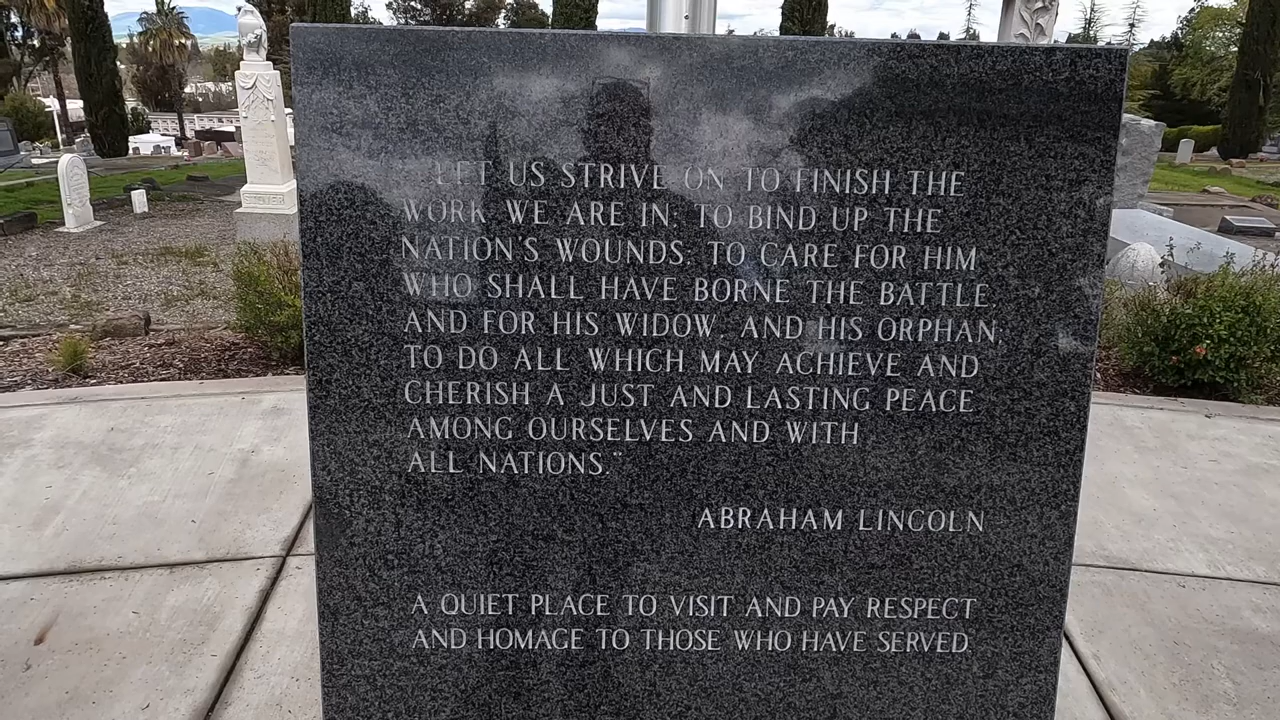 LET US STRIVE ON TO FINISH THE
WORK WE ARE IN; TO BIND UP THE
NATION'S WOUNDS; TO CARE FOR HIM
WHO SHALL HAVE BORNE THE BATTLE,
AND FOR HIS WIDOW, AND HIS ORPHAN;
TO DO ALL WHICH MAY ACHIEVE AND
CHERISH A JUST AND LASTING PEACE
AMONG OURSELVES AND WITH
ALL NATIONS."
ABRAHAM LINCOLN
A QUIET PLACE TO VISIT AND PAY RESPECT
AND HOMAGE TO THOSE WHO HAVE SERVED.